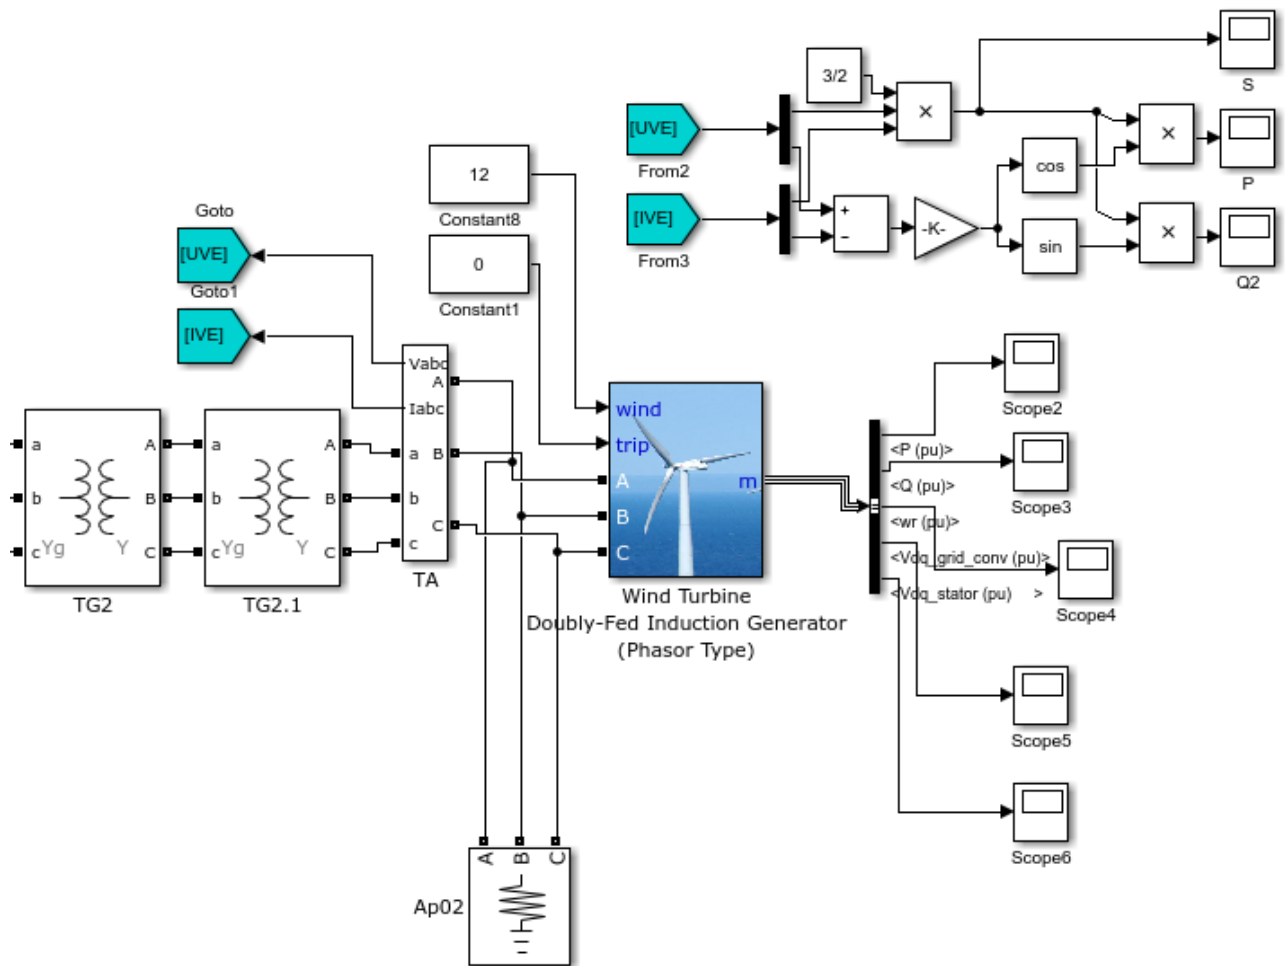 S
3/2
×
[UVE]
From2
×
P
cos
12
Constant8
[IVE]
From3
+
−
-K-
sin
×
Q2
Goto
[UVE]
Goto1
0
Constant1
[IVE]
Vabc
A
Iabc
a
B
b
C
c
TA
a
A
b
B
c
Yg
Y
C
TG2
a
A
b
B
c
Yg
Y
C
TG2.1
wind
trip
A
m
B
C
Wind Turbine
Doubly-Fed Induction Generator
(Phasor Type)
Scope2
<P (pu)>
Scope3
<Q (pu)>
<wr (pu)>
<Vdq_grid_conv (pu)>
<Vdq_stator (pu) >
Scope4
Scope5
Scope6
A
B
C
Ap02